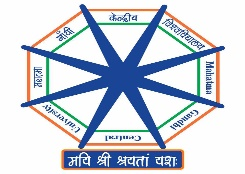 महात्मा
गाँधी
केन्द्रीय
विश्वविद्यालय
Mahatma
Gandhi
Central
University
मयि श्री श्रयतां यशः